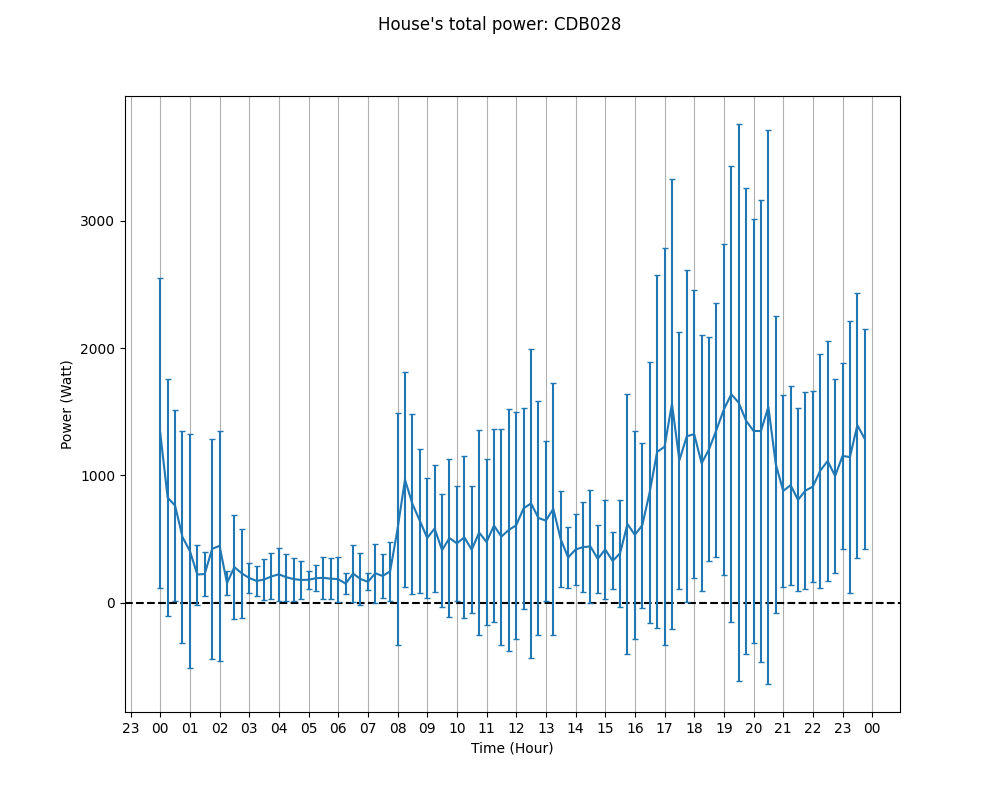 House's total power: CDB028
Power (Watt)
3000
2000
1000
0
23 00 01 02 03 04 05 06 07 08 09 10 11 12 13 14 15 16 17 18 19 20 21 22 23 00
Time (Hour)